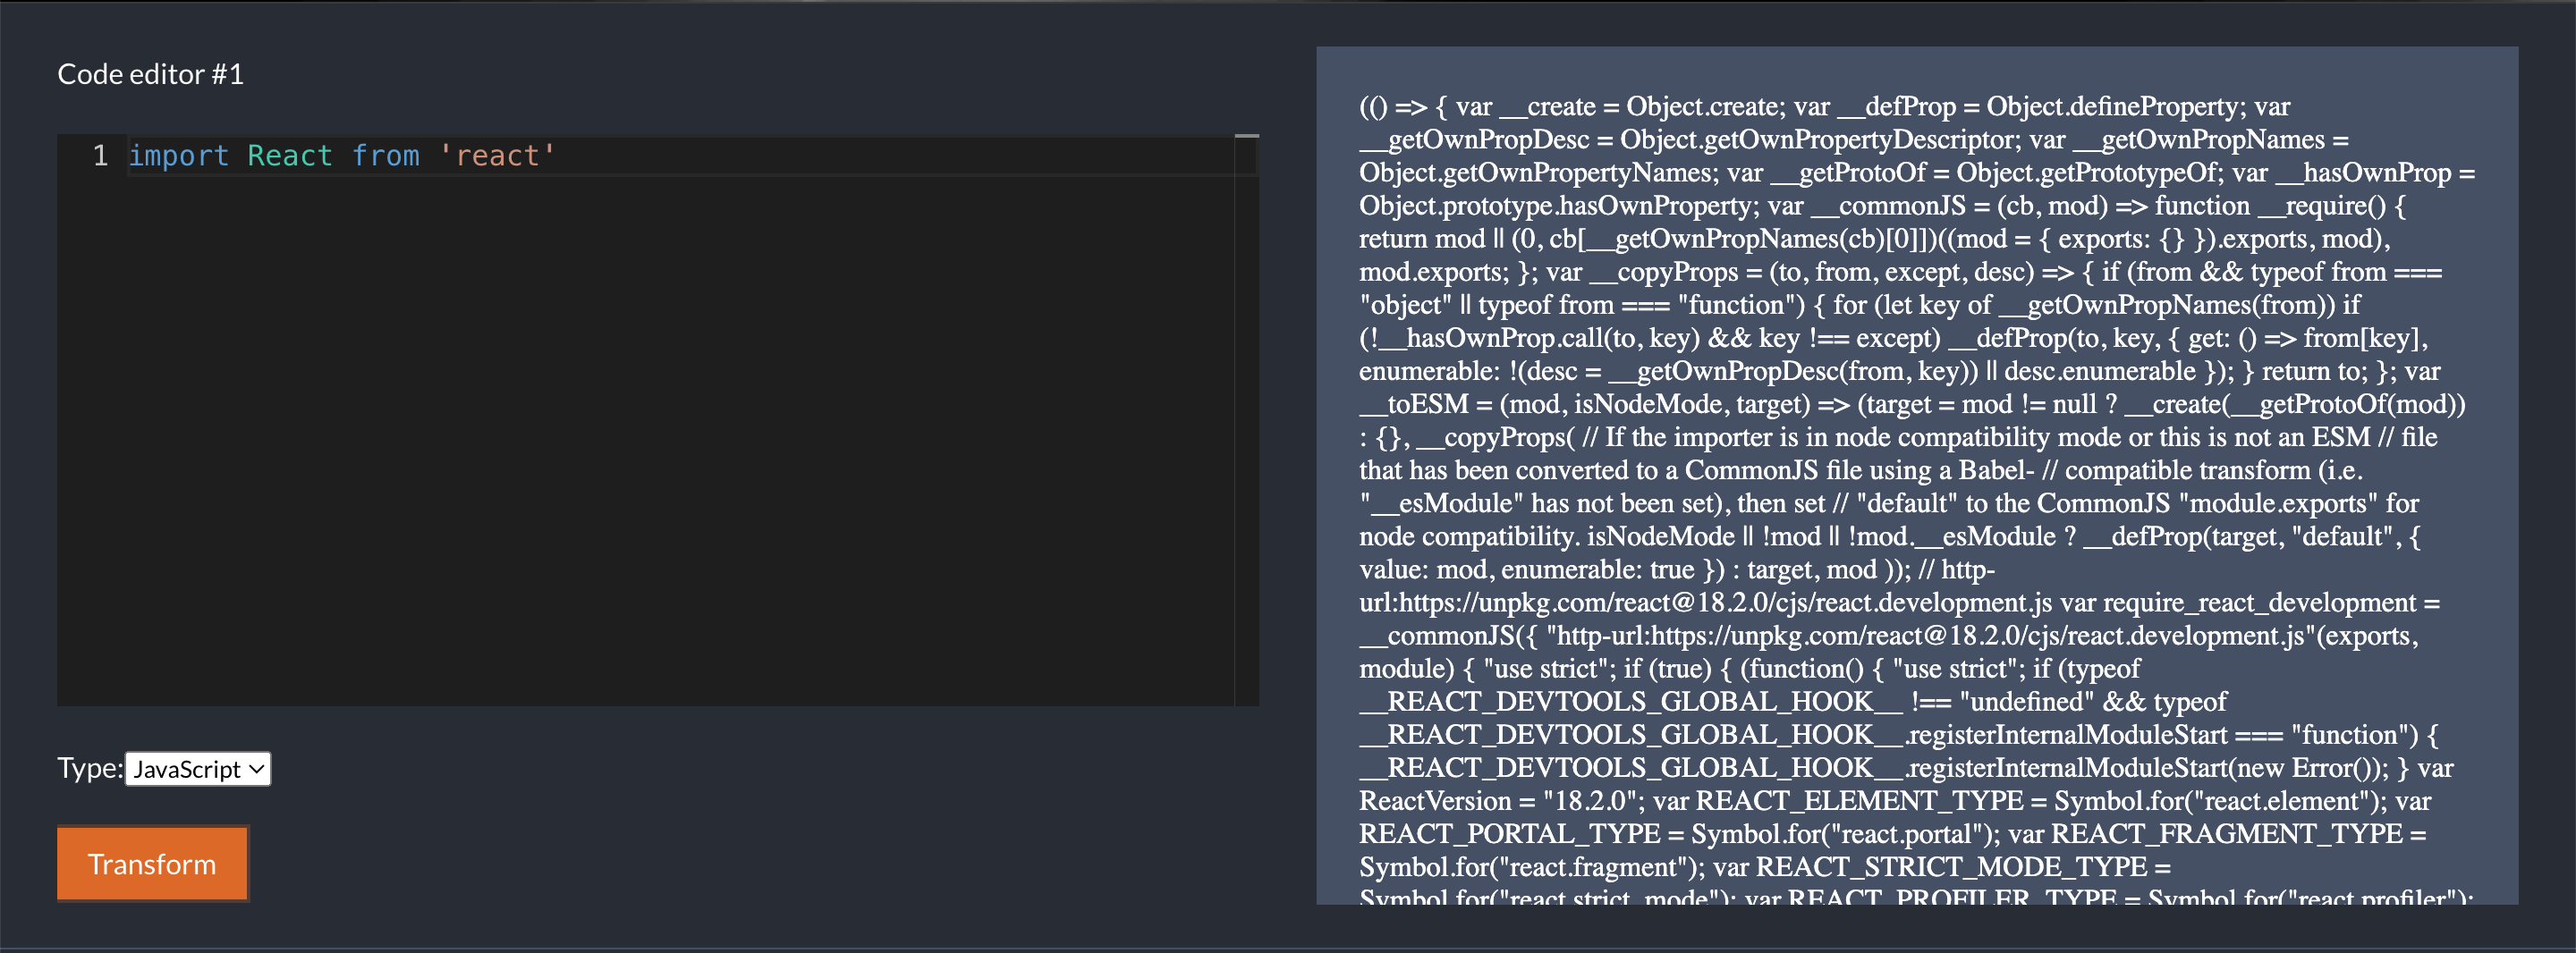 Code editor #1
1 import React from 'react'
Type: JavaScript
Transform
(() => { var __create = Object.create; var __defProp = Object.defineProperty; var
__getOwnPropDesc = Object.getOwnPropertyDescriptor; var __getOwnPropNames =
Object.getOwnPropertyNames; var __getProtoOf = Object.getPrototypeOf; var __hasOwnProp =
Object.prototype.hasOwnProperty; var __commonJS = (cb, mod) => function __require() {
return mod || (0, cb[__getOwnPropNames(cb)[0]])((mod = { exports: {} }).exports, mod),
mod.exports; }; var __copyProps = (to, from, except, desc) => { if (from && typeof from ===
"object" || typeof from === "function") { for (let key of __getOwnPropNames(from)) if
(!__hasOwnProp.call(to, key) && key !== except) __defProp(to, key, { get: () => from[key],
enumerable: !(desc = __getOwnPropDesc(from, key)) || desc.enumerable }); } return to; }; var
__toESM = (mod, isNodeMode, target) => (target = mod != null ? __create(__getProtoOf(mod))
: {}, __copyProps( // If the importer is in node compatibility mode or this is not an ESM // file
that has been converted to a CommonJS file using a Babel- // compatible transform (i.e.
"__esModule" has not been set), then set // "default" to the CommonJS "module.exports" for
node compatibility. isNodeMode || !mod || !mod.__esModule ? __defProp(target, "default", {
value: mod, enumerable: true }) : target, mod )); // http-
url:https://unpkg.com/react@18.2.0/cjs/react.development.js var require_react_development =
__commonJS({ "http-url:https://unpkg.com/react@18.2.0/cjs/react.development.js"(exports,
module) { "use strict"; if (true) { (function() { "use strict"; if (typeof
__REACT_DEVTOOLS_GLOBAL_HOOK__ !== "undefined" && typeof
__REACT_DEVTOOLS_GLOBAL_HOOK__.registerInternalModuleStart === "function") {
__REACT_DEVTOOLS_GLOBAL_HOOK__.registerInternalModuleStart(new Error()); } var
ReactVersion = "18.2.0"; var REACT_ELEMENT_TYPE = Symbol.for("react.element"); var
REACT_PORTAL_TYPE = Symbol.for("react.portal"); var REACT_FRAGMENT_TYPE =
Symbol.for("react.fragment"); var REACT_STRICT_MODE_TYPE =
Symbol.for("react.strict_mode"); var REACT_PROFILER_TYPE = Symbol.for("react.profiler");